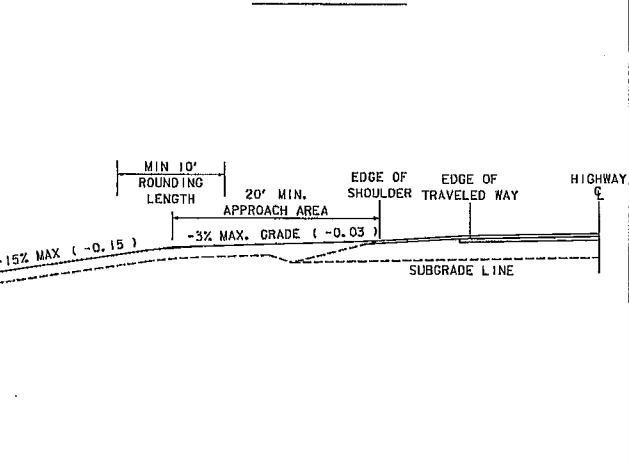 MIN 10'
ROUNDING
LENGTH
20' MIN.
APPROACH AREA
EDGE OF
SHOULDER
EDGE OF
TRAVELED WAY
HIGHWAY
℄
-3% MAX. GRADE ( -0.03 )
-15% MAX ( -0.15 )
SUBGRADE LINE